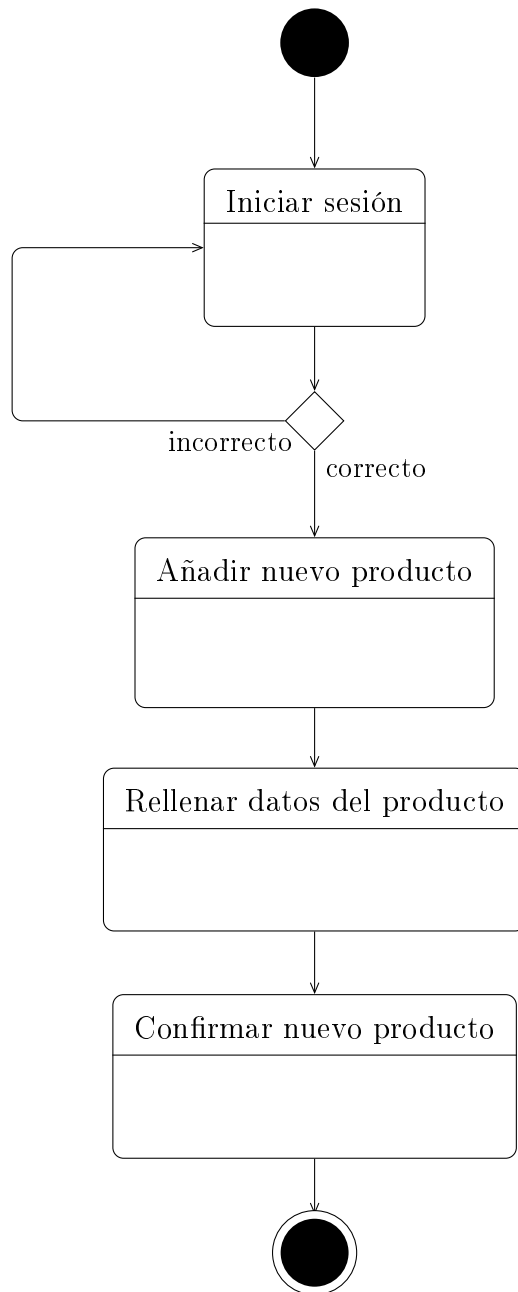 Iniciar sesión
incorrecto
correcto
Añadir nuevo producto
Rellenar datos del producto
Confirmar nuevo producto